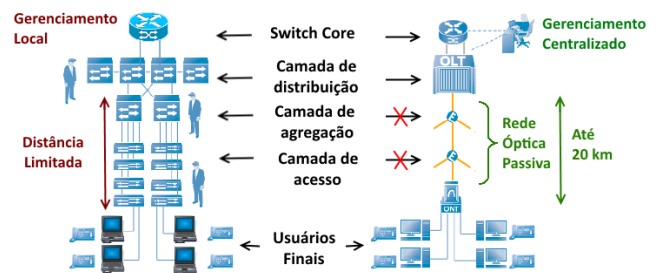 Gerenciamento
Local
Switch Core
Gerenciamento
Centralizado
OLT
Camada de
distribuição
Camada de
agregação
Distância
Limitada
Rede
Óptica
Passiva
Até
20 km
Camada de
acesso
ONT
Usuários
Finais